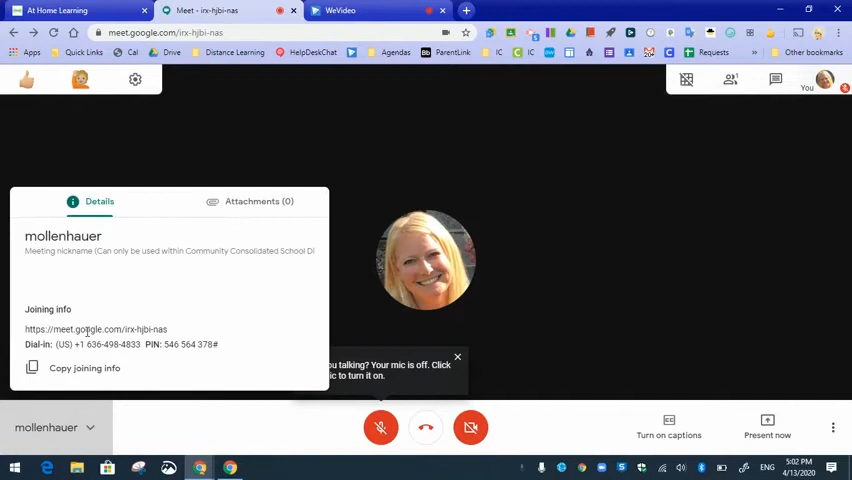 At Home Learning
Meet - irx-hjbi-nas
WeVideo
meet.google.com/irx-hjbi-nas
Apps
Quick Links
Cal
Drive
Distance Learning
HelpDeskChat
Agendas
Bb
ParentLink
IC
IC
Requests
Other bookmarks
1
You
Details
Attachments (0)
mollenhauer
Meeting nickname (Can only be used within Community Consolidated School Di
Joining info
https://meet.google.com/irx-hjbi-nas
Dial-in: (US) +1 636-498-4833 PIN: 546 564 378#
Copy joining info
u talking? Your mic is off. Click
ic to turn it on.
mollenhauer
Turn on captions
Present now
ENG
5:02 PM
4/13/2020